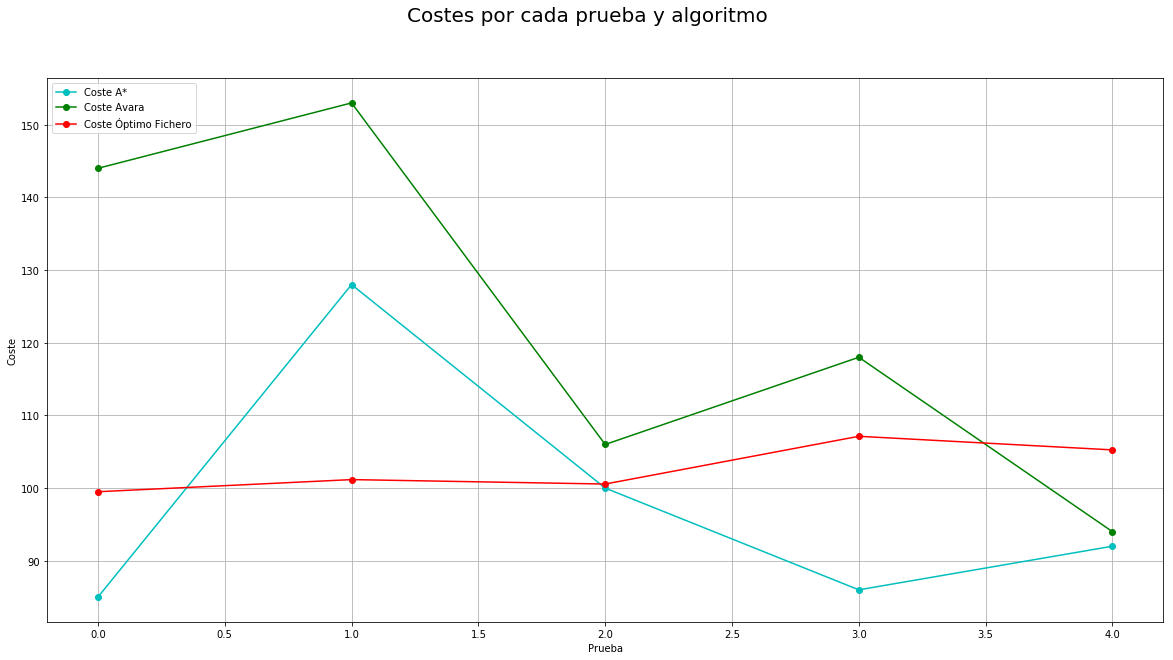 Costes por cada prueba y algoritmo
Coste A*
Coste Avara
Coste Óptimo Fichero
150
140
130
120
110
100
90
Coste
0.0 0.5 1.0 1.5 2.0 2.5 3.0 3.5 4.0
Prueba